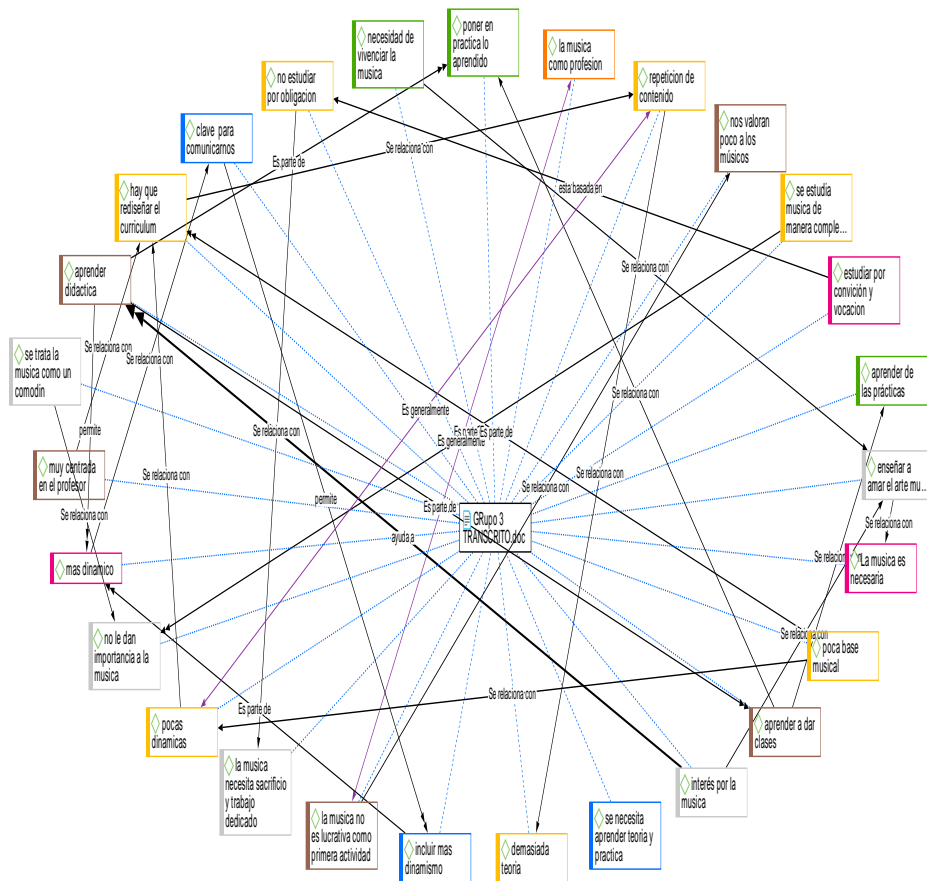 necesidad de
vivenciar la
musica
poner en
practica lo
aprendido
la musica
como profesion
no estudiar
por obligacion
repeticion de
contenido
clave para
comunicarnos
nos valoran
poco a los
músicos
Es parte de
Se relaciona con
hay que
rediseñar el
curriculum
esta basada en
se estudia
musica de
manera comple...
aprender
didactica
Se relaciona con
estudiar por
convición y
vocacion
se trata la
musica como un
comodin
Se relaciona con
Se relaciona con
aprender de
las prácticas
Se relaciona con
permite
Se relaciona con
Es generalmente
Es generalmente
Es parte de
Es parte de
muy centrada
en el profesor
Se relaciona con
permite
Se relaciona con
Se relaciona con
enseñar a
amar el arte mu...
Se relaciona con
Es parte de
GRupo 3
TRANSCRITO.doc
Se relaciona con
ayuda a
mas dinamico
Se relaciona con
La musica es
necesaria
no le dan
importancia a la
musica
Se relaciona con
poca base
musical
Se relaciona con
Es parte de
pocas
dinamicas
aprender a dar
clases
la musica
necesita sacrificio
y trabajo
dedicado
interés por la
musica
la musica no
es lucrativa como
primera actividad
incluir mas
dinamismo
demasiada
teoria
se necesita
aprender teoria y
practica